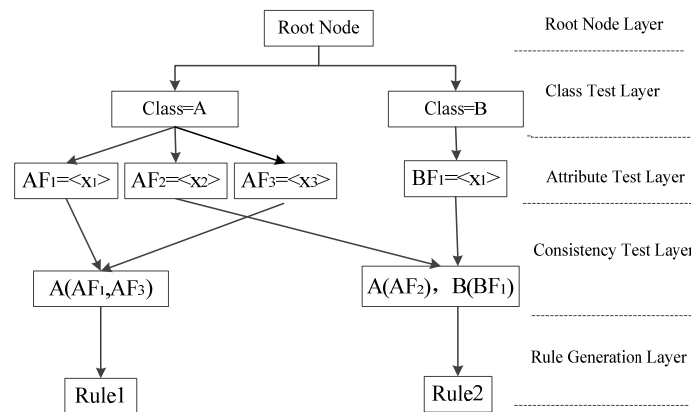 Root Node
Root Node Layer
Class=A
Class=B
Class Test Layer
AF₁=<x₁>
AF₂=<x₂>
AF₃=<x₃>
BF₁=<x₁>
Attribute Test Layer
Consistency Test Layer
A(AF₁,AF₃)
A(AF₂), B(BF₁)
Rule Generation Layer
Rule1
Rule2